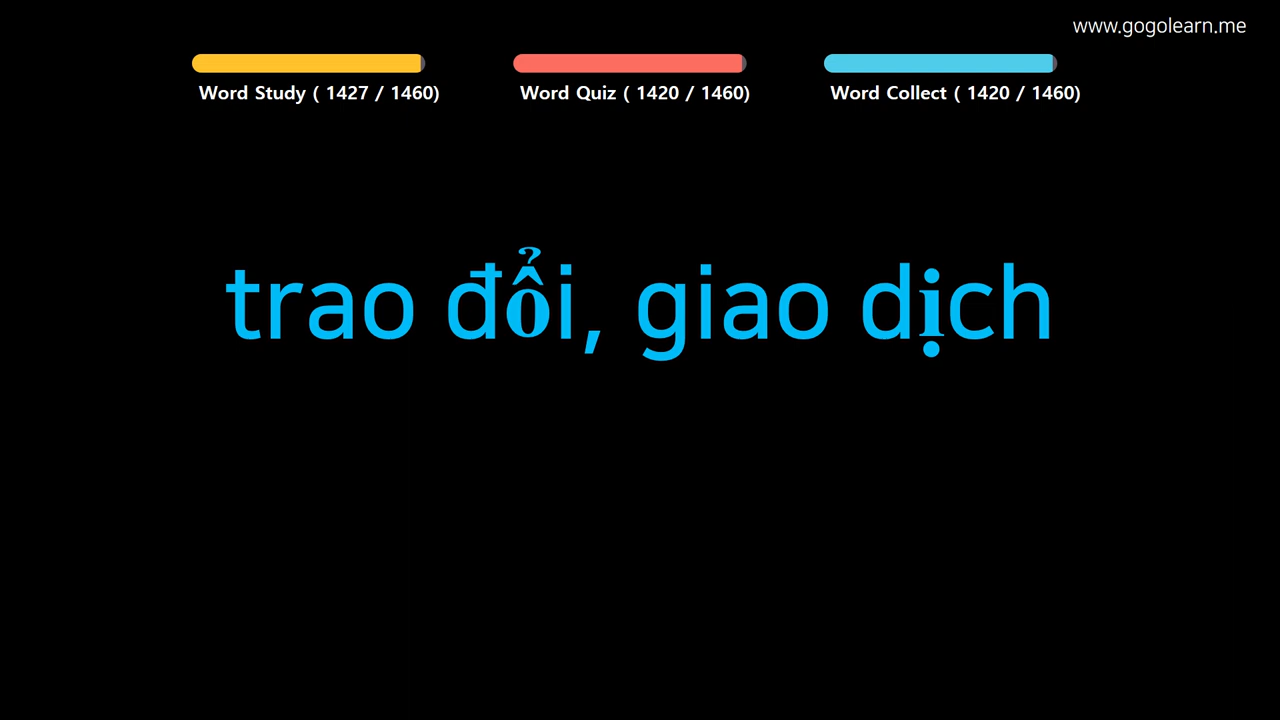 www.gogolearn.me
Word Study ( 1427 / 1460)
Word Quiz ( 1420 / 1460)
Word Collect ( 1420 / 1460)
trao đổi, giao dịch